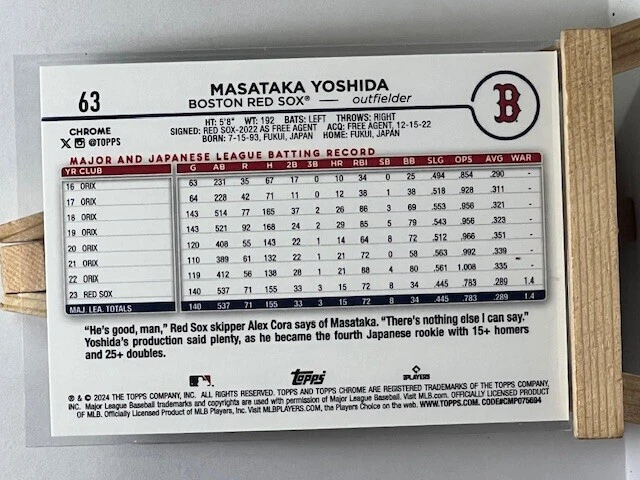 63
MASATAKA YOSHIDA
BOSTON RED SOX® — outfielder
B
CHROME
X @TOPPS
HT: 5'8" WT: 192 BATS: LEFT THROWS: RIGHT
SIGNED: RED SOX-2022 AS FREE AGENT ACQ: FREE AGENT, 12-15-22
BORN: 7-15-93, FUKUI, JAPAN HOME: FUKUI, JAPAN
MAJOR AND JAPANESE LEAGUE BATTING RECORD
YR CLUB G AB R H 2B 3B HR RBI SB BB SLG OPS AVG WAR
16 ORIX 63 231 35 67 17 0 10 34 0 25 .494 .854 .290 -
17 ORIX 64 228 42 71 11 0 12 38 1 38 .518 .928 .311 -
18 ORIX 143 514 77 165 37 2 26 86 3 69 .553 .956 .321 -
19 ORIX 143 521 92 168 24 2 29 85 5 79 .543 .956 .323 -
20 ORIX 120 408 55 143 22 1 14 64 8 72 .512 .966 .351 -
21 ORIX 110 389 61 132 22 1 21 72 0 58 .563 .992 .339 -
22 ORIX 119 412 56 138 28 1 21 88 4 80 .561 1.008 .335 -
23 RED SOX 140 537 71 155 33 3 15 72 8 34 .445 .783 .289 1.4
MAJ. LEA. TOTALS 140 537 71 155 33 3 15 72 8 34 .445 .783 .289 1.4
"He's good, man," Red Sox skipper Alex Cora says of Masataka. "There's nothing else I can say."
Yoshida's production said plenty, as he became the fourth Japanese rookie with 15+ homers
and 25+ doubles.
Topps
PLAYERS
® & © 2024 THE TOPPS COMPANY, INC. ALL RIGHTS RESERVED. TOPPS AND TOPPS CHROME ARE REGISTERED TRADEMARKS OF THE TOPPS COMPANY,
INC. Major League Baseball trademarks and copyrights are used with permission of Major League Baseball. Visit MLB.com. OFFICIALLY LICENSED PRODUCT
OF MLB. Officially Licensed Product of MLB Players, Inc. Visit MLBPLAYERS.COM, the Players Choice on the web. WWW.TOPPS.COM. CODE#CMP075694